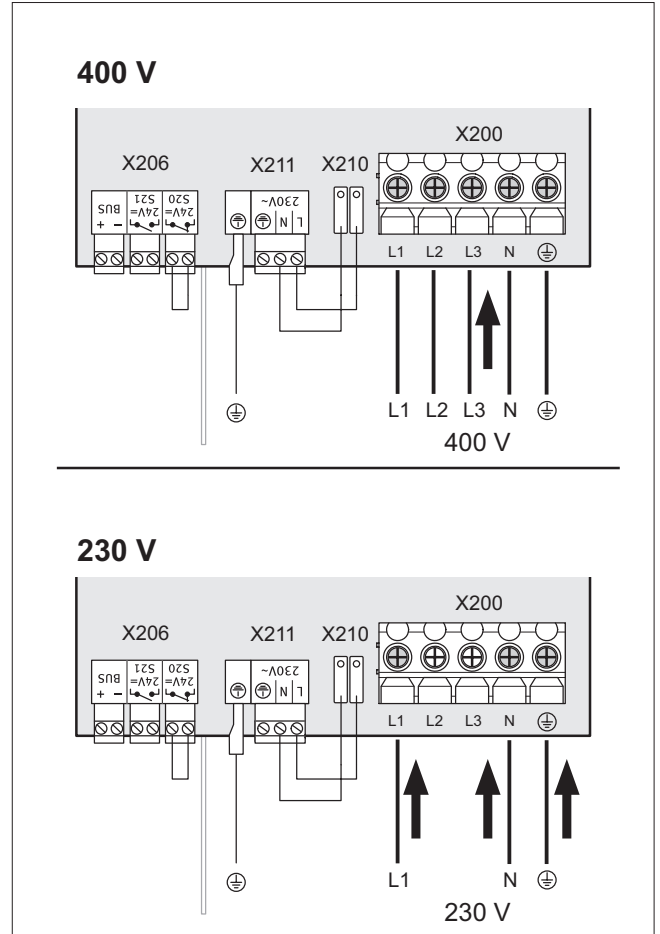 400 V
X200
X206 X211 X210
BUS S21 S20
24V= 24V= 230V~
+ − N L
L1 L2 L3 N
L1 L2 L3 N
400 V
230 V
X200
X206 X211 X210
BUS S21 S20
24V= 24V= 230V~
+ − N L
L1 L2 L3 N
L1 N
230 V